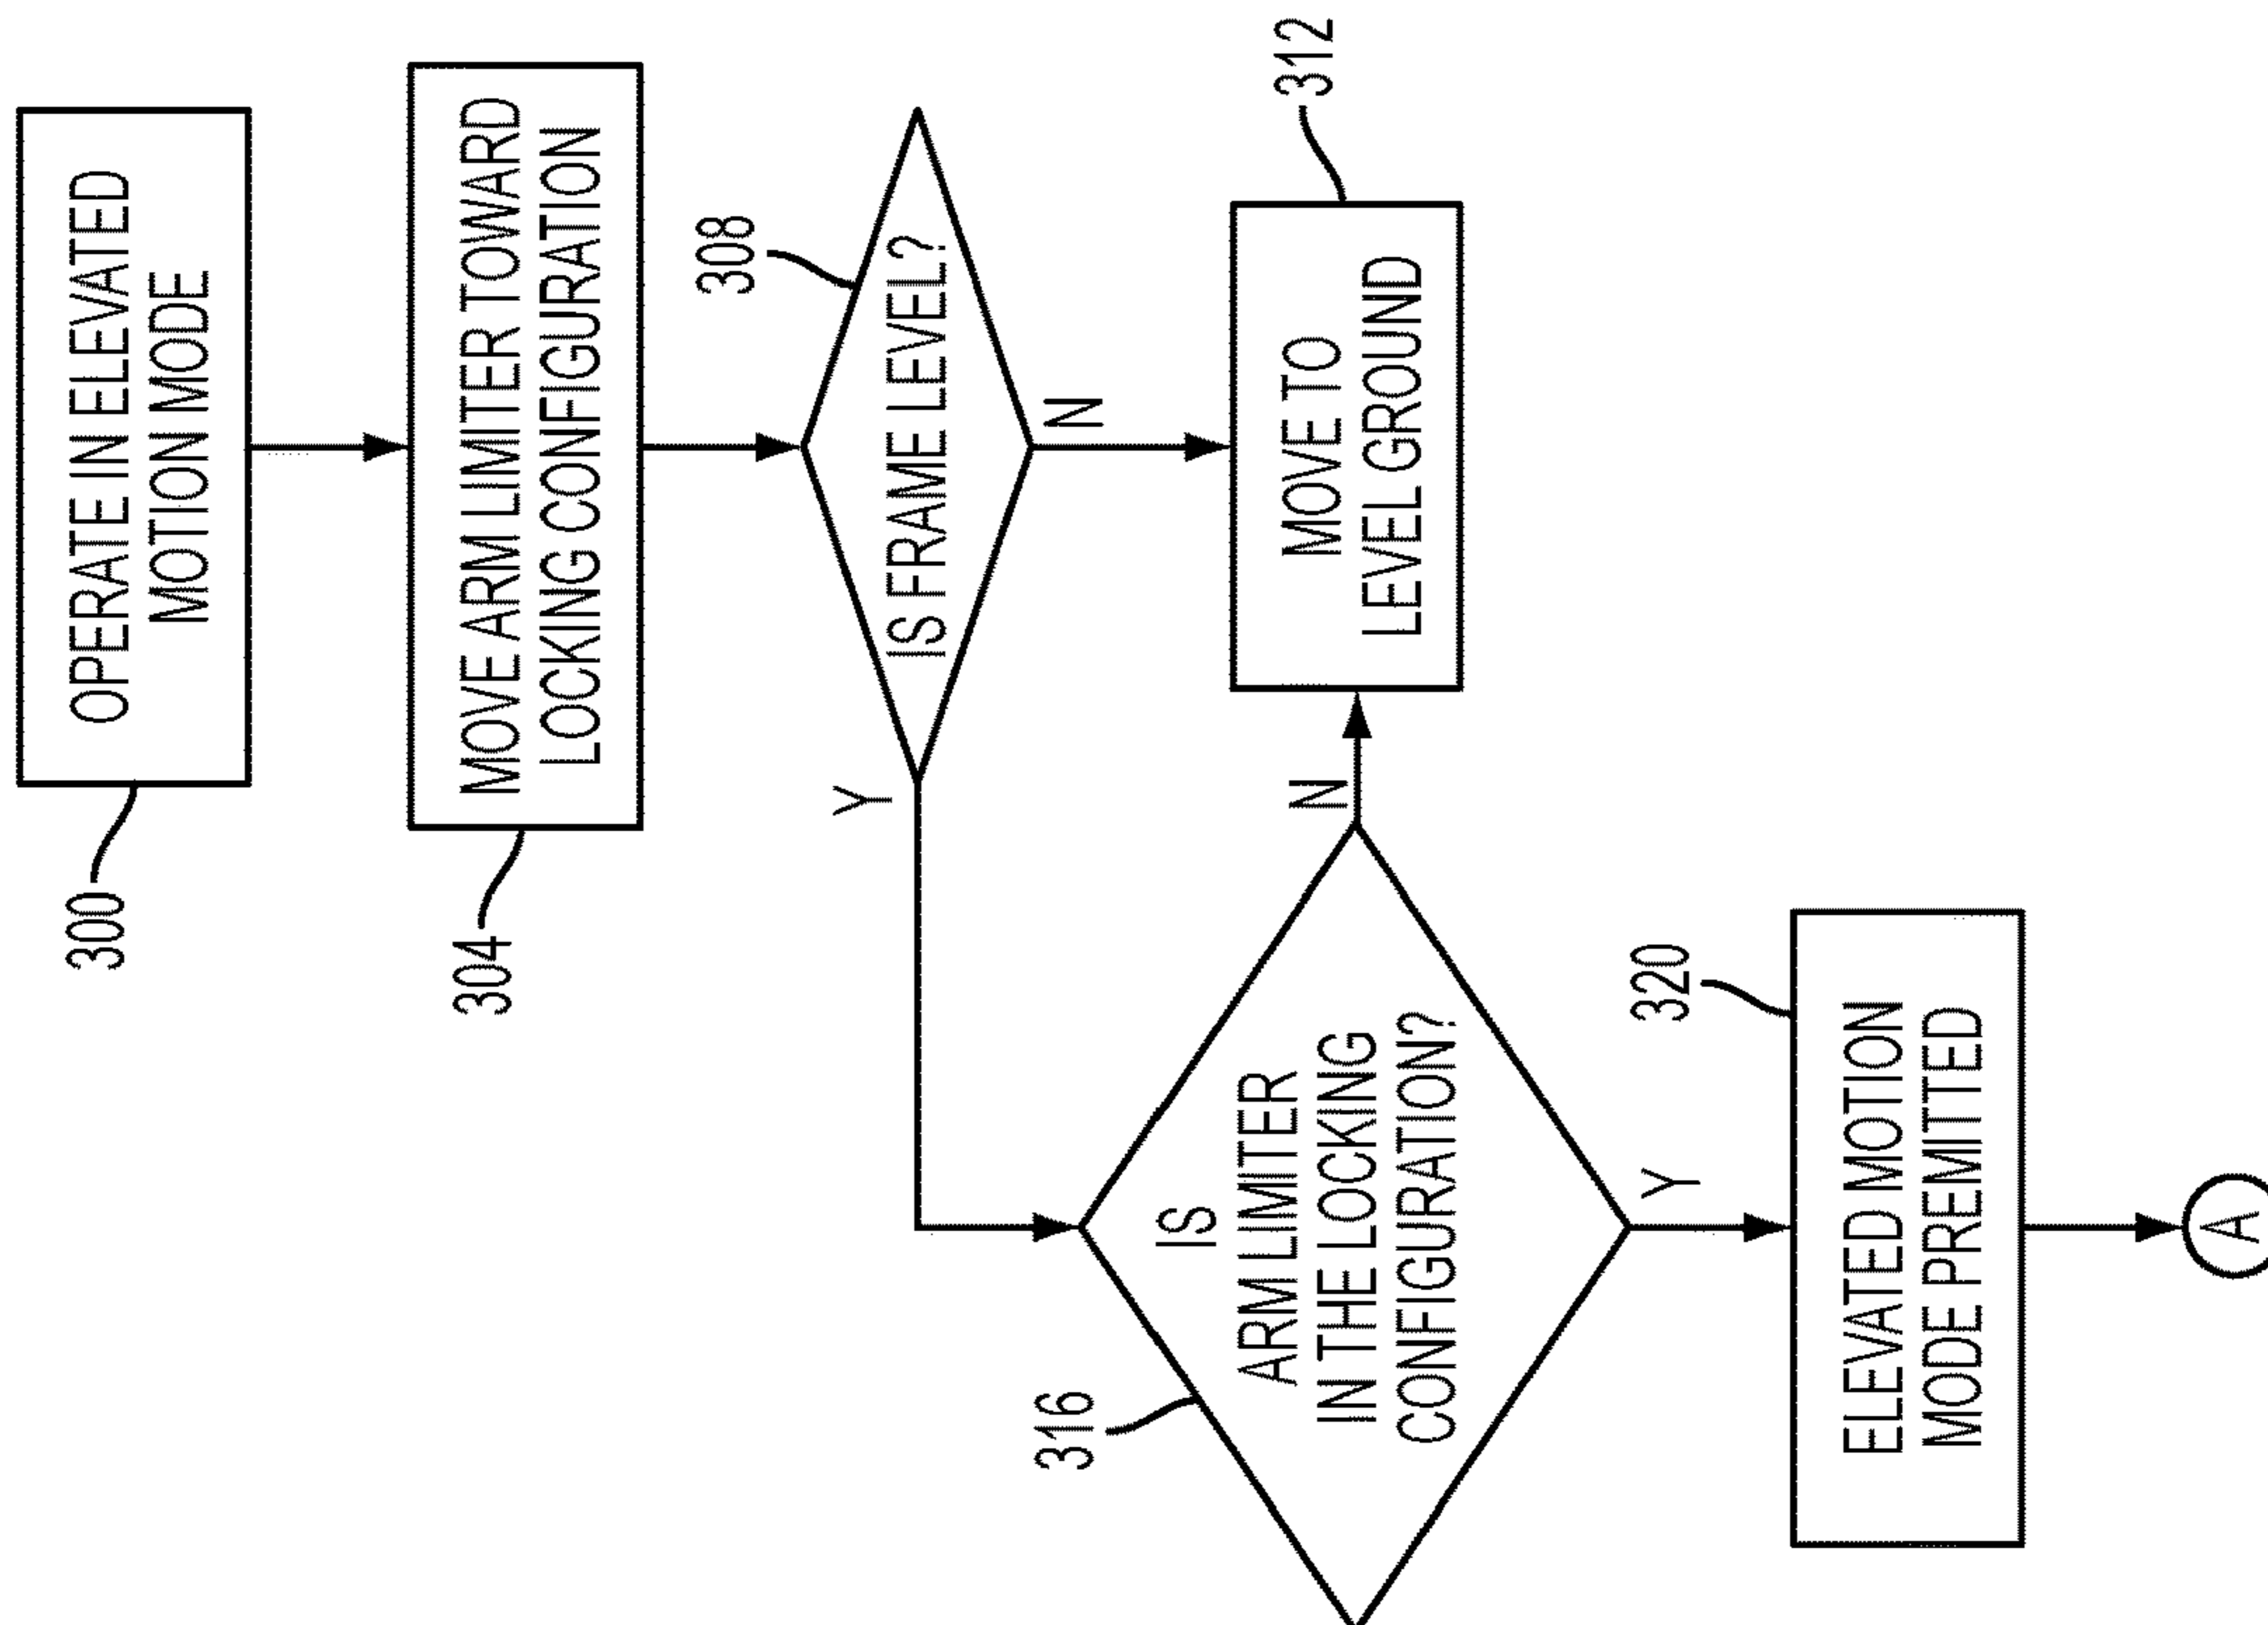 300
OPERATE IN ELEVATED
MOTION MODE
304
MOVE ARM LIMITER TOWARD
LOCKING CONFIGURATION
308
IS FRAME LEVEL?
Y
N
312
MOVE TO
LEVEL GROUND
316
IS
ARM LIMITER
IN THE LOCKING
CONFIGURATION?
N
Y
320
ELEVATED MOTION
MODE PREMITTED
A